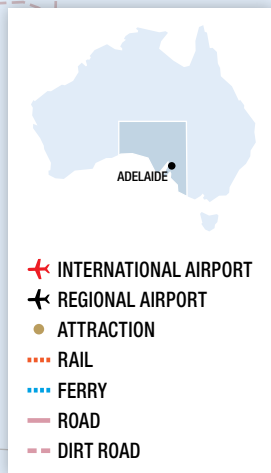 ADELAIDE
INTERNATIONAL AIRPORT
REGIONAL AIRPORT
ATTRACTION
RAIL
FERRY
ROAD
DIRT ROAD